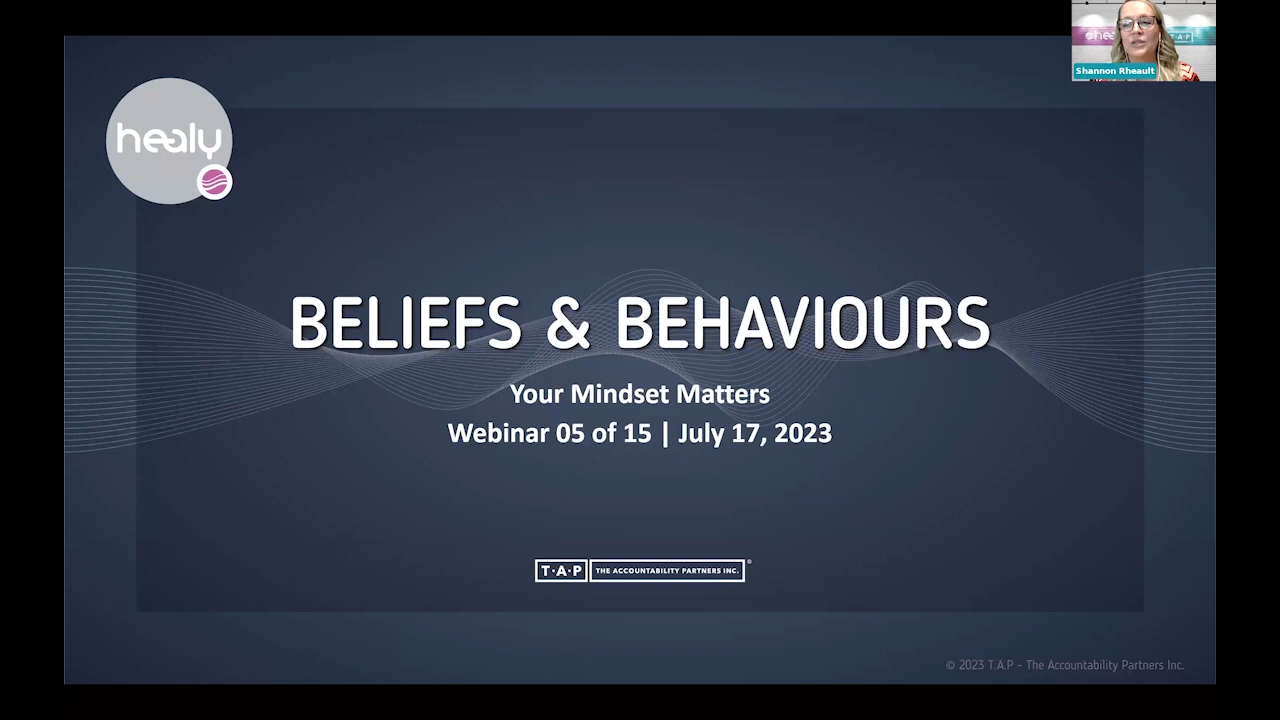 Shannon Rheault
healy
BELIEFS & BEHAVIOURS
Your Mindset Matters
Webinar 05 of 15 | July 17, 2023
T·A·P THE ACCOUNTABILITY PARTNERS INC.
© 2023 T.A.P - The Accountability Partners Inc.